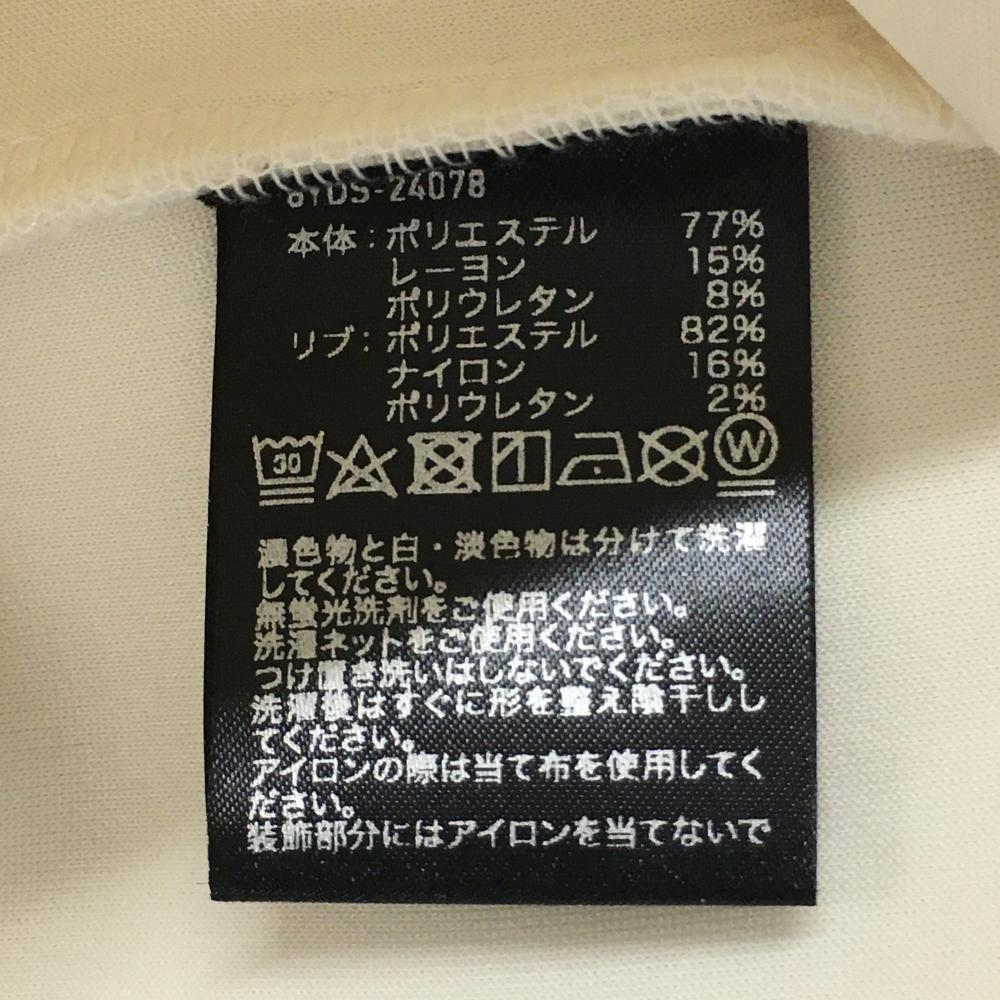 6YDS-24078
本体：ポリエステル 77%
レーヨン 15%
ポリウレタン 8%
リブ：ポリエステル 82%
ナイロン 16%
ポリウレタン 2%
30 W
濃色物と白・淡色物は分けて洗濯
してください。
無蛍光洗剤をご使用ください。
洗濯ネットをご使用ください。
つけ置き洗いはしないでください。
洗濯後はすぐに形を整え陰干しし
てください。
アイロンの際は当て布を使用してく
ださい。
装飾部分にはアイロンを当てないで